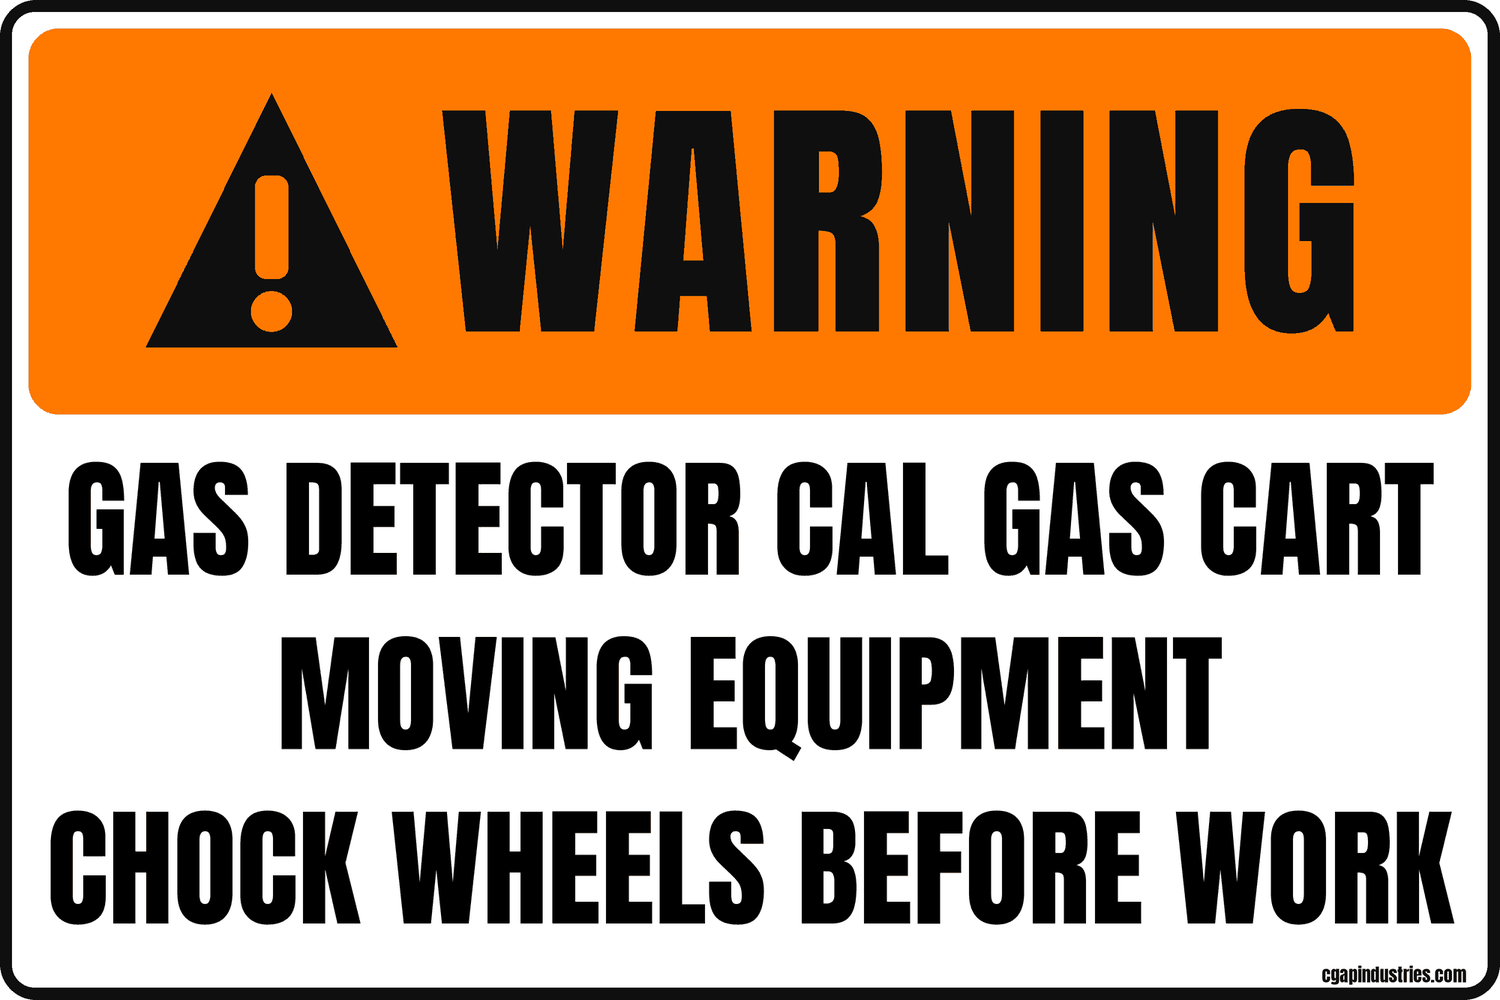 WARNING
GAS DETECTOR CAL GAS CART
MOVING EQUIPMENT
CHOCK WHEELS BEFORE WORK
cgapindustries.com